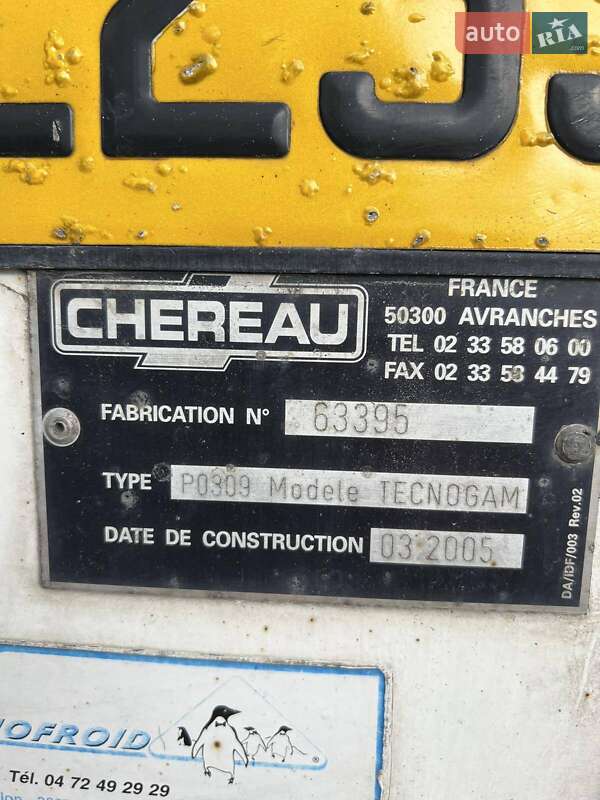 auto RIA
.com
CHEREAU
FRANCE
50300 AVRANCHES
TEL 02 33 58 06 00
FAX 02 33 58 44 79
FABRICATION N° 63395
TYPE P0309 Modele TECNOGAM
DATE DE CONSTRUCTION 03 2005
DA/IDF/003 Rev.02
OFROID
Tél. 04 72 49 29 29